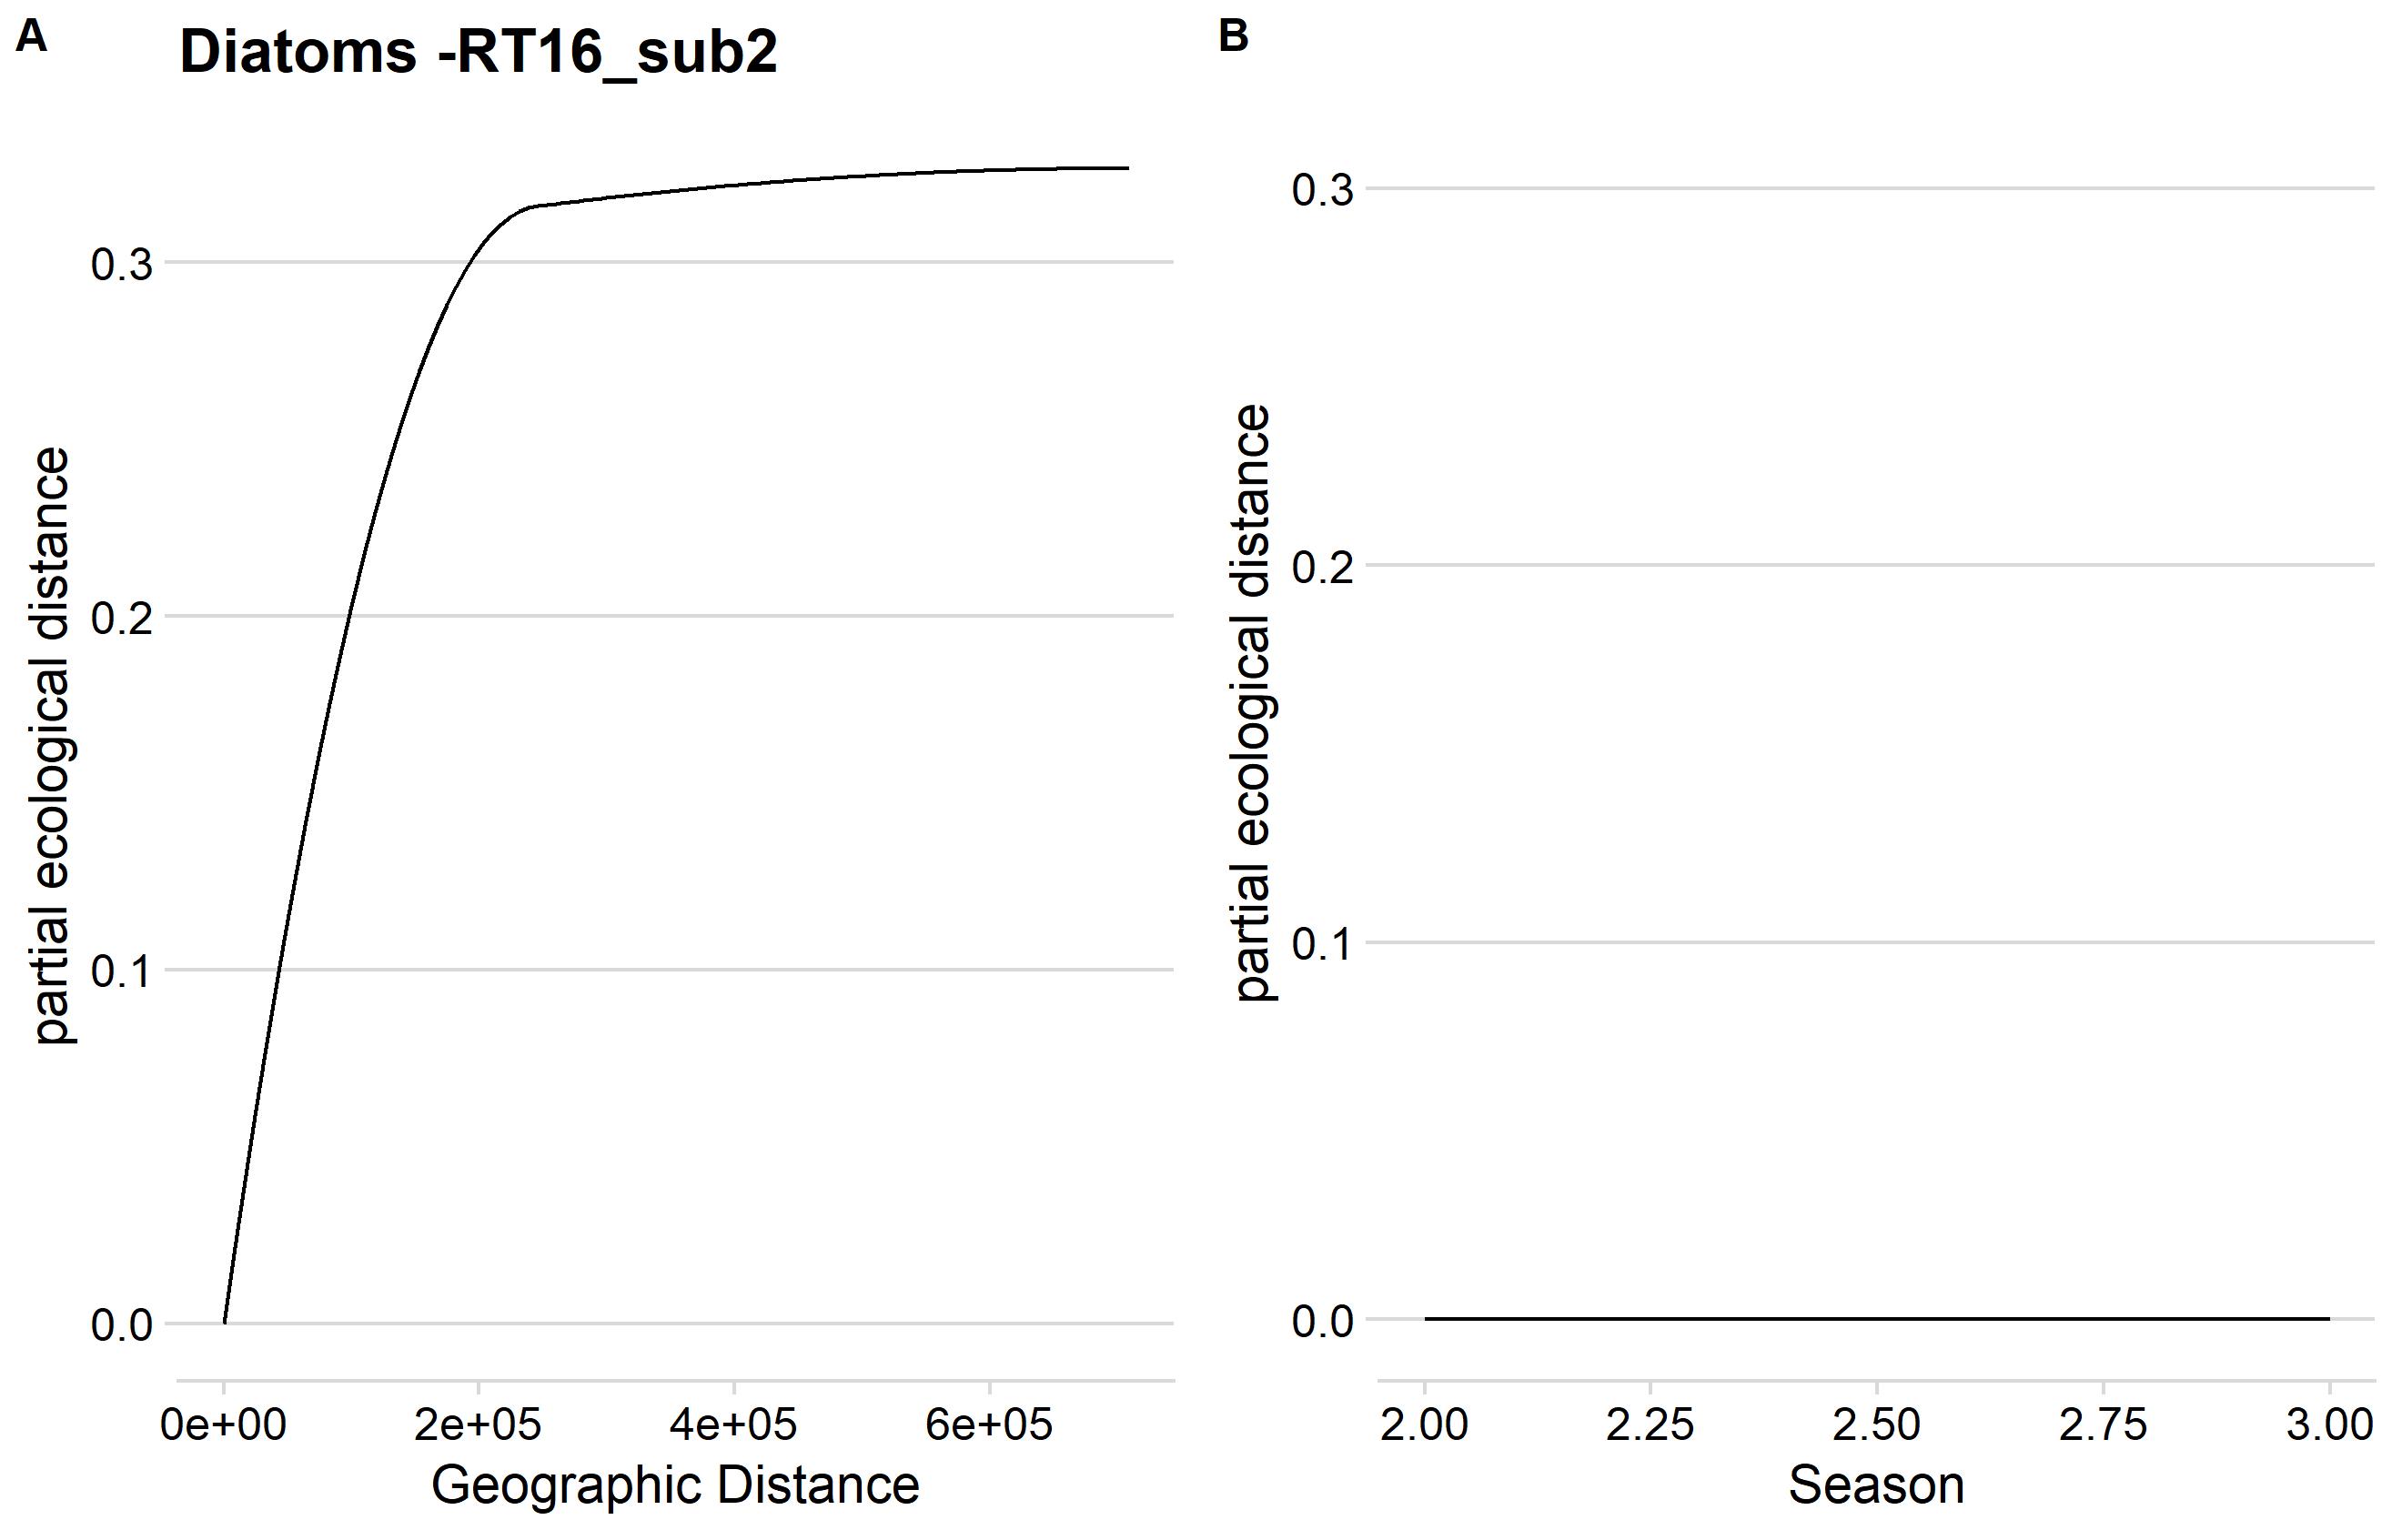 A
Diatoms -RT16_sub2
partial ecological distance
0.3
0.2
0.1
0.0
0e+00 2e+05 4e+05 6e+05
Geographic Distance
B
partial ecological distance
0.3
0.2
0.1
0.0
2.00 2.25 2.50 2.75 3.00
Season